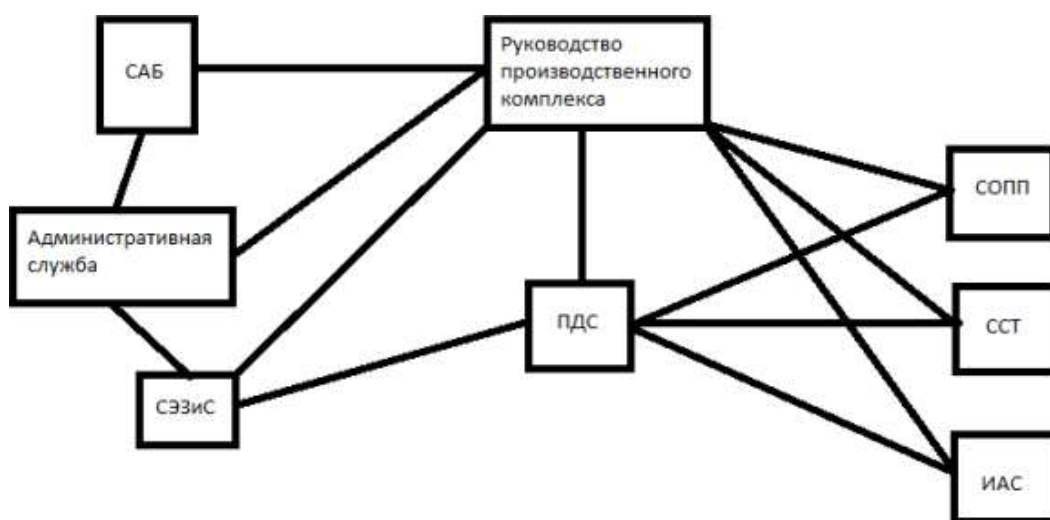 САБ
Руководство
производственного
комплекса
СОПП
Административная
служба
ПДС
ССТ
СЭЗиС
ИАС